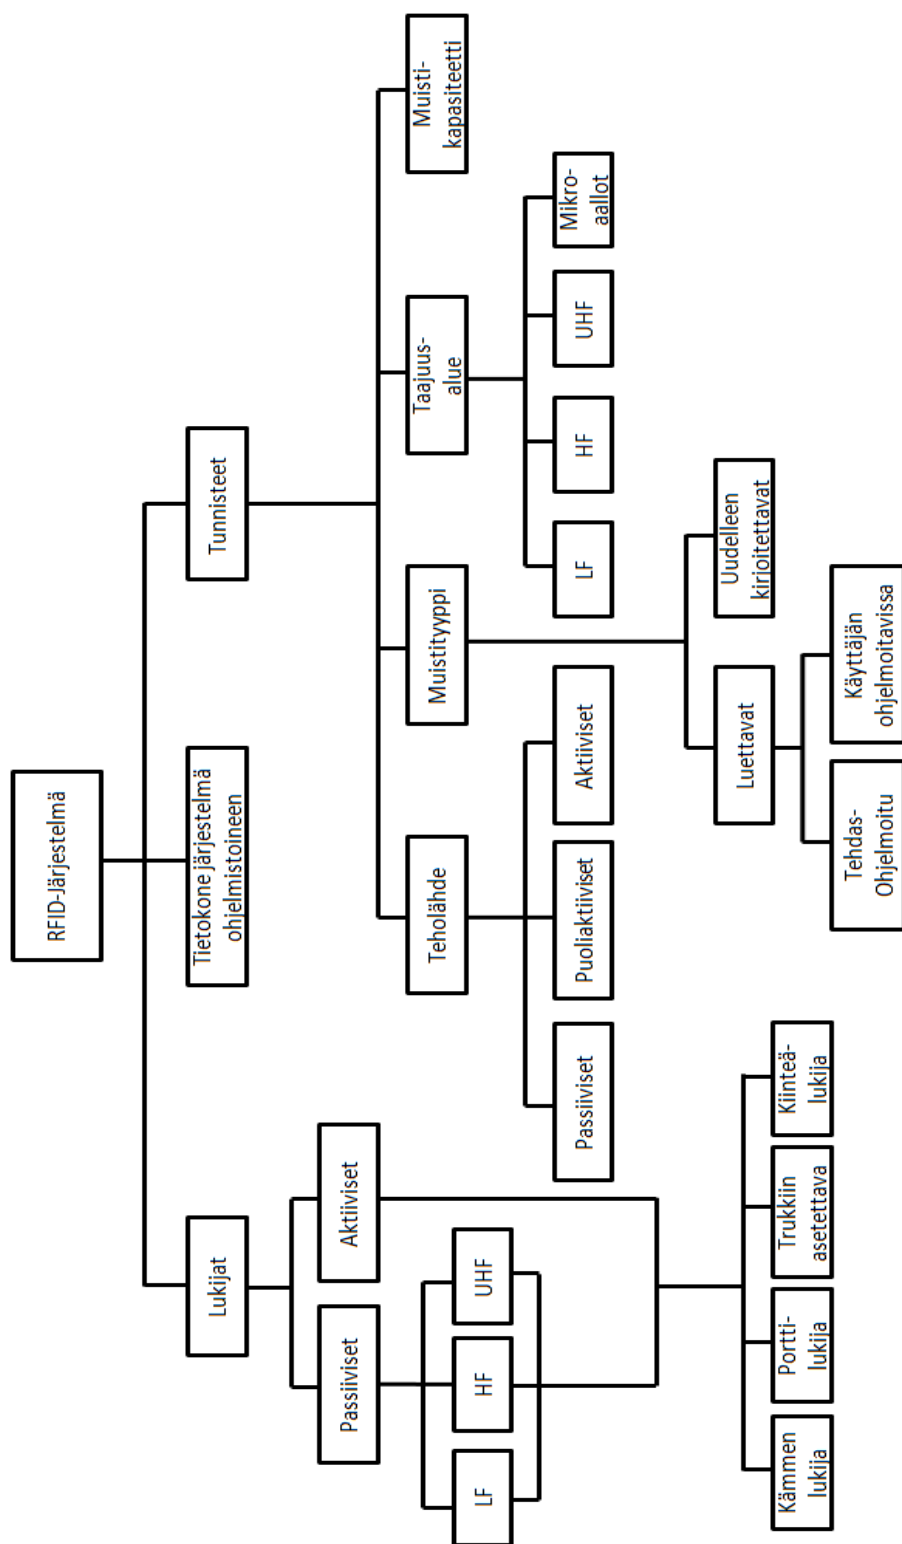 RFID-Järjestelmä
Lukijat
Tietokone järjestelmä
ohjelmistoineen
Tunnisteet
Passiiviset
Aktiiviset
LF
HF
UHF
Kämmen
lukija
Portti-
lukija
Trukkiin
asetettava
Kiinteä-
lukija
Teholähde
Muistityyppi
Taajuus-
alue
Muisti-
kapasiteetti
Passiiviset
Puoliaktiiviset
Aktiiviset
LF
HF
UHF
Mikro-
aallot
Luettavat
Uudelleen
kirjoitettavat
Tehdas-
Ohjelmoitu
Käyttäjän
ohjelmoitavissa